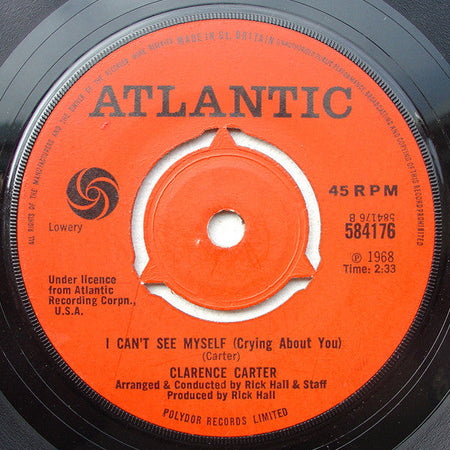 MADE IN GT. BRITAIN
ALL RIGHTS OF THE MANUFACTURER AND OF THE OWNER OF THE RECORDED WORK RESERVED
UNAUTHORISED PUBLIC PERFORMANCE, BROADCASTING AND COPYING OF THIS RECORD PROHIBITED
ATLANTIC
45 RPM
584176 B
584176
Lowery
℗ 1968
Time: 2:33
Under licence
from Atlantic
Recording Corpn.,
U.S.A.
I CAN'T SEE MYSELF (Crying About You)
(Carter)
CLARENCE CARTER
Arranged & Conducted by Rick Hall & Staff
Produced by Rick Hall
POLYDOR RECORDS LIMITED